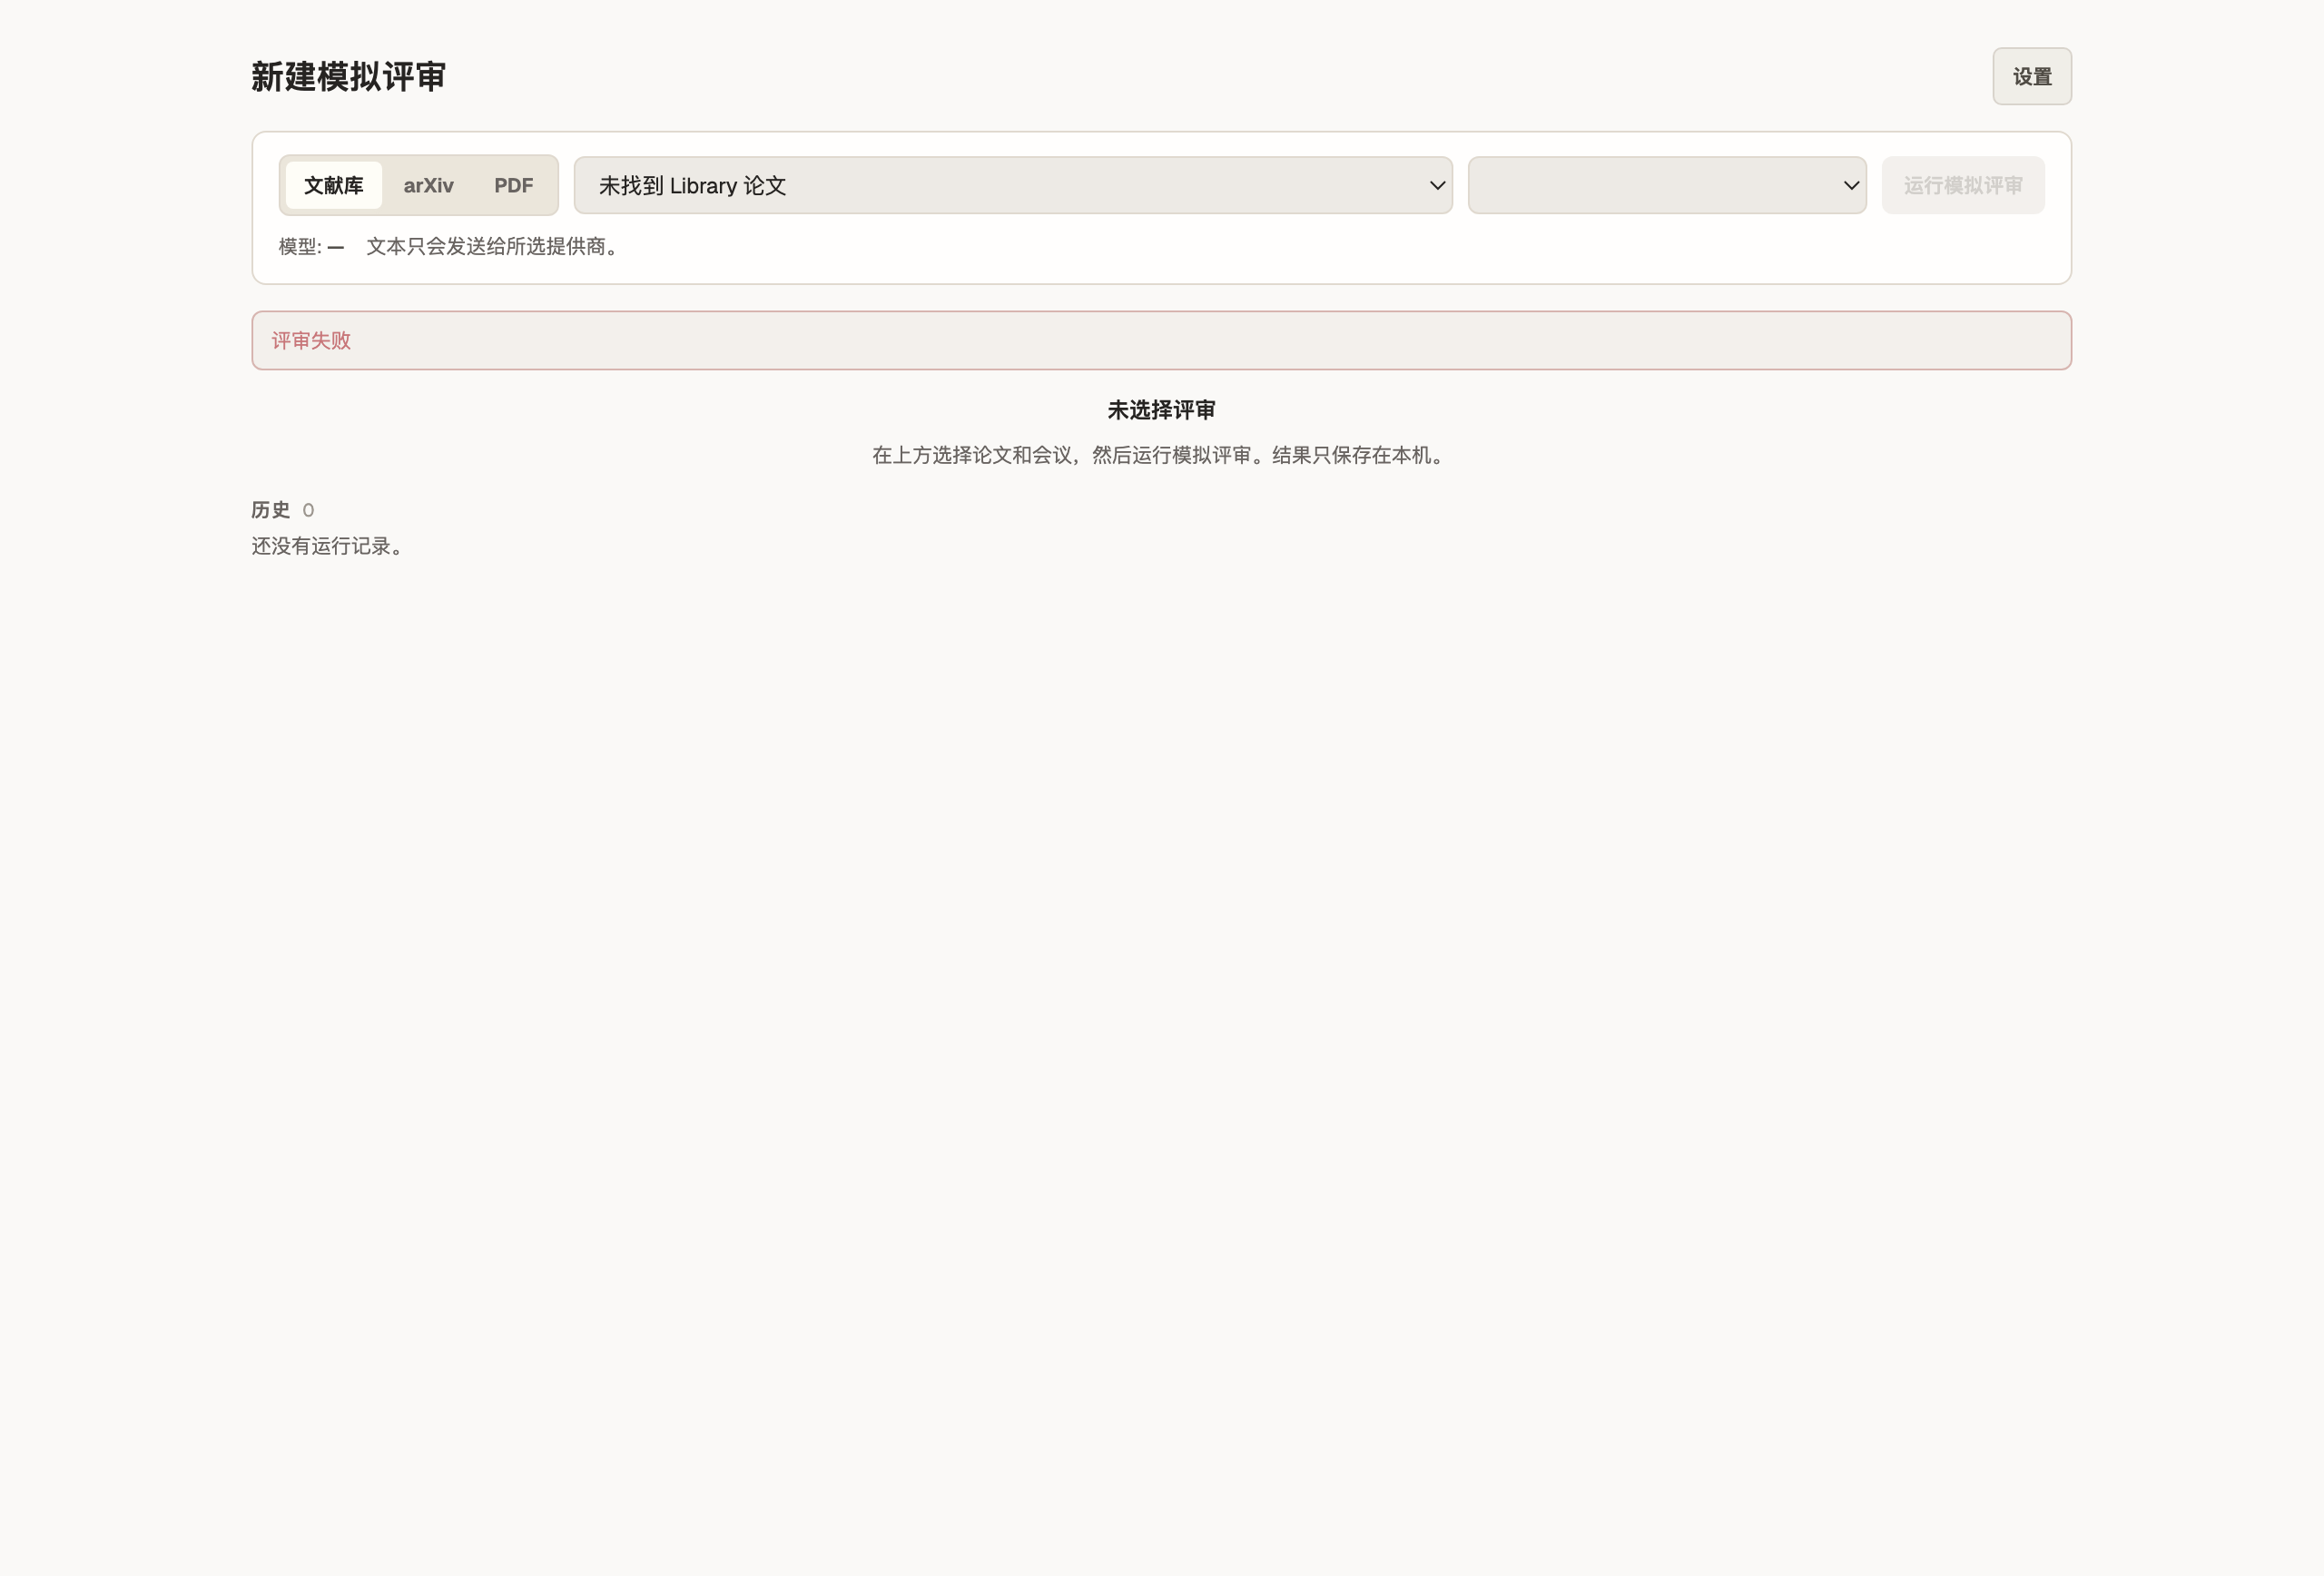 新建模拟评审
设置
文献库 arXiv PDF 未找到 Library 论文 运行模拟评审
模型: — 文本只会发送给所选提供商。
评审失败
未选择评审
在上方选择论文和会议，然后运行模拟评审。结果只保存在本机。
历史 0
还没有运行记录。